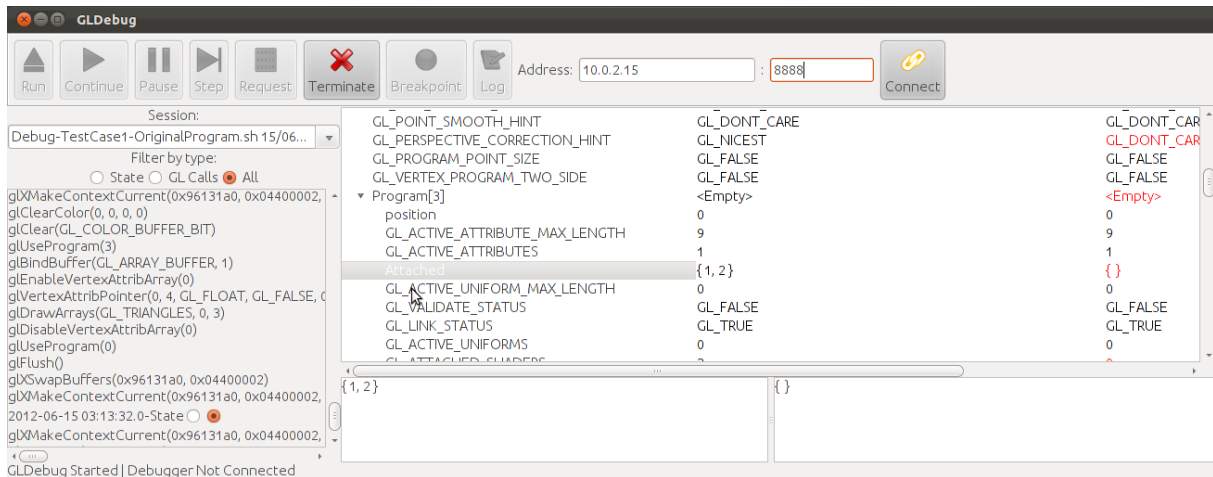 GLDebug
Run Continue Pause Step Request Terminate Breakpoint Log Address: 10.0.2.15 : 8888 Connect
Session:
Debug-TestCase1-OriginalProgram.sh 15/06...
Filter by type:
State GL Calls All
glXMakeContextCurrent(0x96131a0, 0x04400002,
glClearColor(0, 0, 0, 0)
glClear(GL_COLOR_BUFFER_BIT)
glUseProgram(3)
glBindBuffer(GL_ARRAY_BUFFER, 1)
glEnableVertexAttribArray(0)
glVertexAttribPointer(0, 4, GL_FLOAT, GL_FALSE, 0
glDrawArrays(GL_TRIANGLES, 0, 3)
glDisableVertexAttribArray(0)
glUseProgram(0)
glFlush()
glXSwapBuffers(0x96131a0, 0x04400002)
glXMakeContextCurrent(0x96131a0, 0x04400002,
2012-06-15 03:13:32.0-State
glXMakeContextCurrent(0x96131a0, 0x04400002,
GL_POINT_SMOOTH_HINT GL_DONT_CARE GL_DONT_CAR
GL_PERSPECTIVE_CORRECTION_HINT GL_NICEST GL_DONT_CAR
GL_PROGRAM_POINT_SIZE GL_FALSE GL_FALSE
GL_VERTEX_PROGRAM_TWO_SIDE GL_FALSE GL_FALSE
Program[3] <Empty> <Empty>
position 0 0
GL_ACTIVE_ATTRIBUTE_MAX_LENGTH 9 9
GL_ACTIVE_ATTRIBUTES 1 1
Attached {1, 2} { }
GL_ACTIVE_UNIFORM_MAX_LENGTH 0 0
GL_VALIDATE_STATUS GL_FALSE GL_FALSE
GL_LINK_STATUS GL_TRUE GL_TRUE
GL_ACTIVE_UNIFORMS 0 0
GL_ATTACHED_SHADERS 2 0
{1, 2} { }
GLDebug Started | Debugger Not Connected